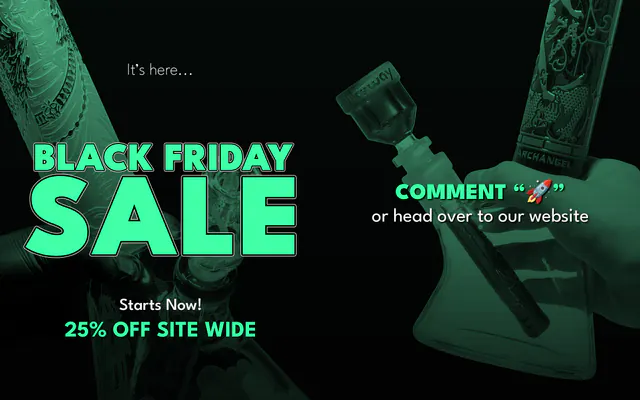 It's here...
BLACK FRIDAY
SALE
Starts Now!
25% OFF SITE WIDE
COMMENT “🚀”
or head over to our website
ARCHANGEL